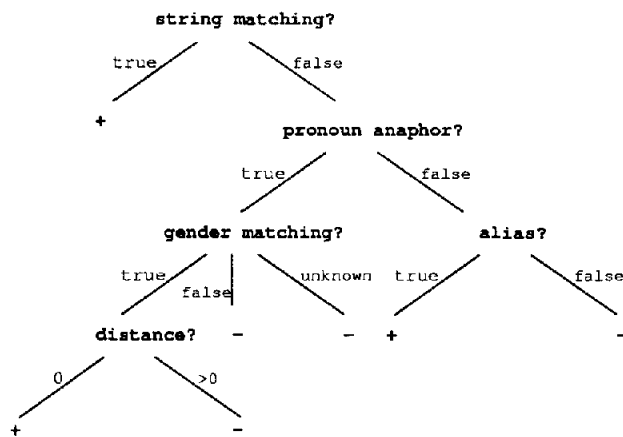 string matching?
true false
+
pronoun anaphor?
true false
gender matching? alias?
true false unknown true false
distance? - - + -
0 >0
+ -